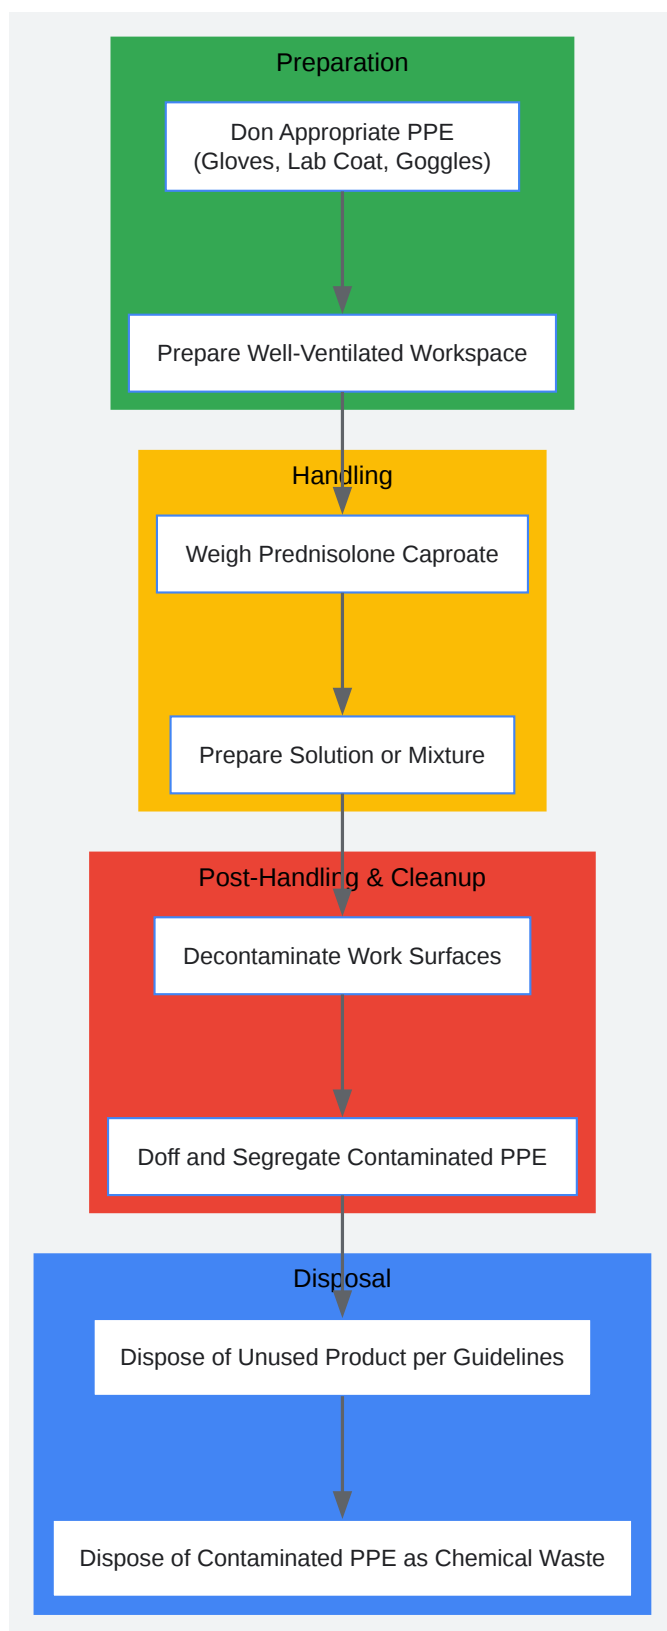 Preparation
Don Appropriate PPE
(Gloves, Lab Coat, Goggles)
Prepare Well-Ventilated Workspace
Handling
Weigh Prednisolone Caproate
Prepare Solution or Mixture
Post-Handling & Cleanup
Decontaminate Work Surfaces
Doff and Segregate Contaminated PPE
Disposal
Dispose of Unused Product per Guidelines
Dispose of Contaminated PPE as Chemical Waste